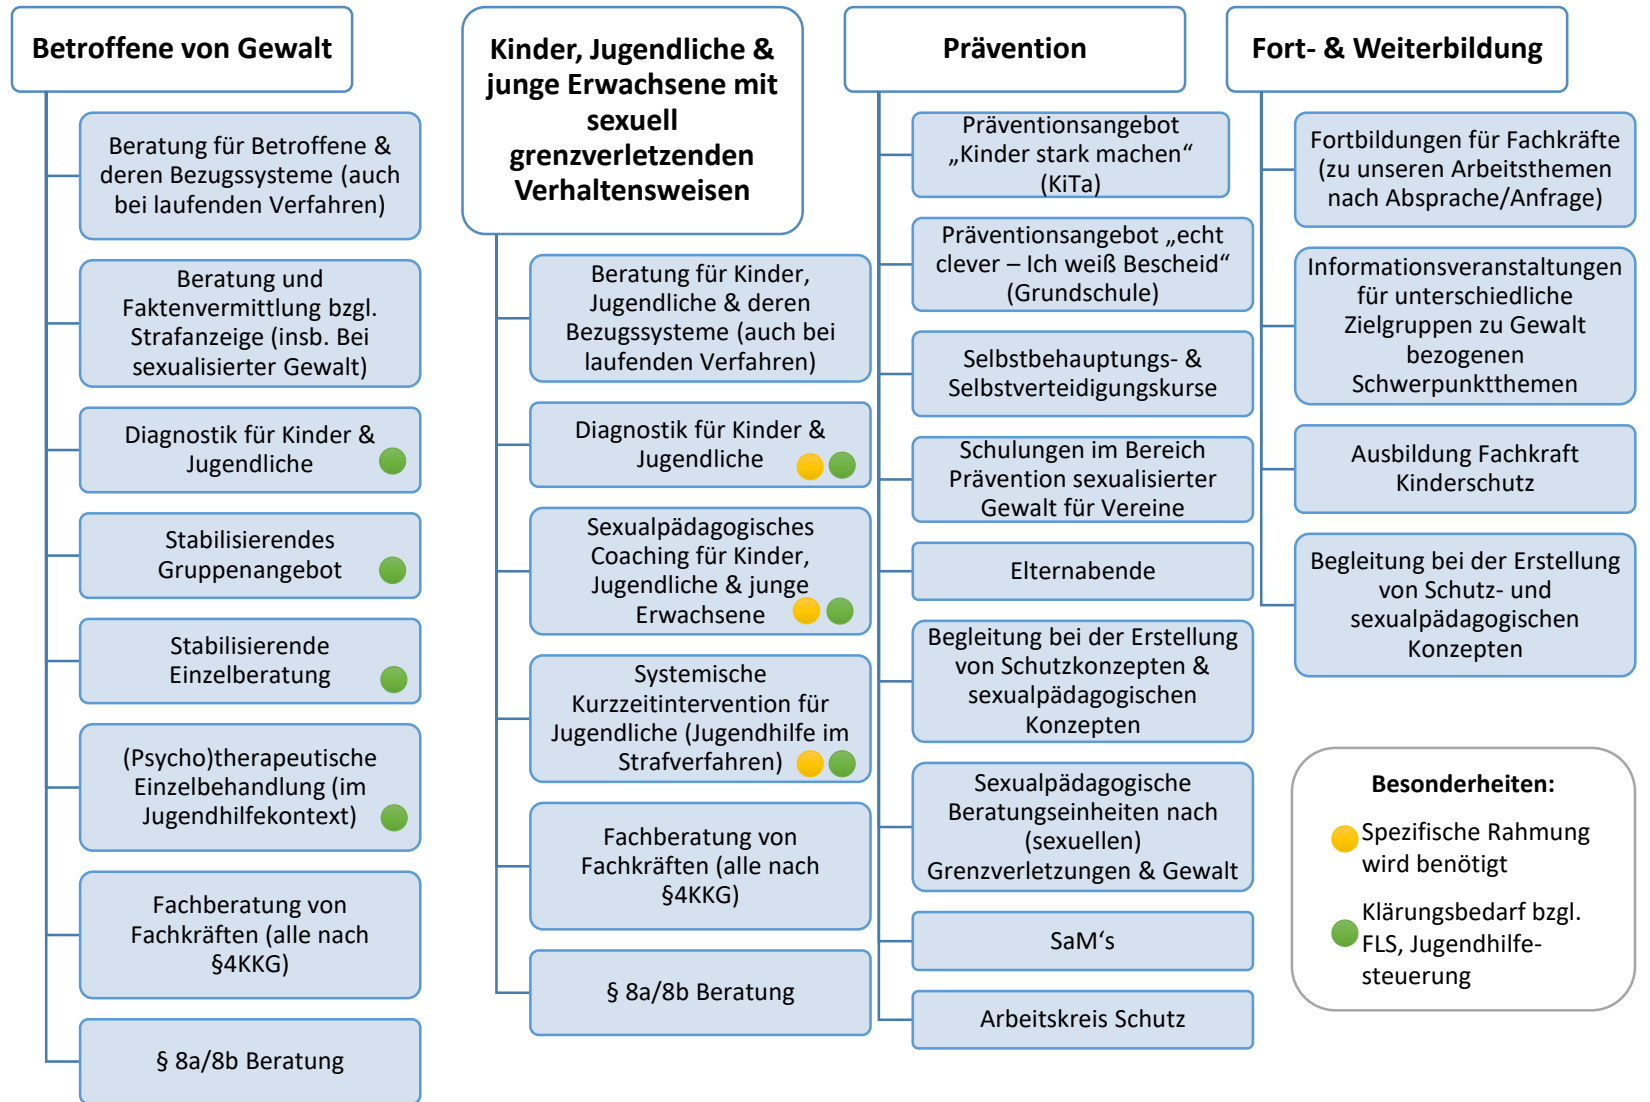 Betroffene von Gewalt
Beratung für Betroffene &
deren Bezugssysteme (auch
bei laufenden Verfahren)
Beratung und
Faktenvermittlung bzgl.
Strafanzeige (insb. Bei
sexualisierter Gewalt)
Diagnostik für Kinder &
Jugendliche
Stabilisierendes
Gruppenangebot
Stabilisierende
Einzelberatung
(Psycho)therapeutische
Einzelbehandlung (im
Jugendhilfekontext)
Fachberatung von
Fachkräften (alle nach
§4KKG)
§ 8a/8b Beratung
Kinder, Jugendliche &
junge Erwachsene mit
sexuell
grenzverletzenden
Verhaltensweisen
Beratung für Kinder,
Jugendliche & deren
Bezugssysteme (auch bei
laufenden Verfahren)
Diagnostik für Kinder &
Jugendliche
Sexualpädagogisches
Coaching für Kinder,
Jugendliche & junge
Erwachsene
Systemische
Kurzzeitintervention für
Jugendliche (Jugendhilfe im
Strafverfahren)
Fachberatung von
Fachkräften (alle nach
§4KKG)
§ 8a/8b Beratung
Prävention
Präventionsangebot
„Kinder stark machen“
(KiTa)
Präventionsangebot „echt
clever – Ich weiß Bescheid“
(Grundschule)
Selbstbehauptungs- &
Selbstverteidigungskurse
Schulungen im Bereich
Prävention sexualisierter
Gewalt für Vereine
Elternabende
Begleitung bei der Erstellung
von Schutzkonzepten &
sexualpädagogischen
Konzepten
Sexualpädagogische
Beratungseinheiten nach
(sexuellen)
Grenzverletzungen & Gewalt
SaM‘s
Arbeitskreis Schutz
Fort- & Weiterbildung
Fortbildungen für Fachkräfte
(zu unseren Arbeitsthemen
nach Absprache/Anfrage)
Informationsveranstaltungen
für unterschiedliche
Zielgruppen zu Gewalt
bezogenen
Schwerpunktthemen
Ausbildung Fachkraft
Kinderschutz
Begleitung bei der Erstellung
von Schutz- und
sexualpädagogischen
Konzepten
Besonderheiten:
Spezifische Rahmung
wird benötigt
Klärungsbedarf bzgl.
FLS, Jugendhilfe-
steuerung